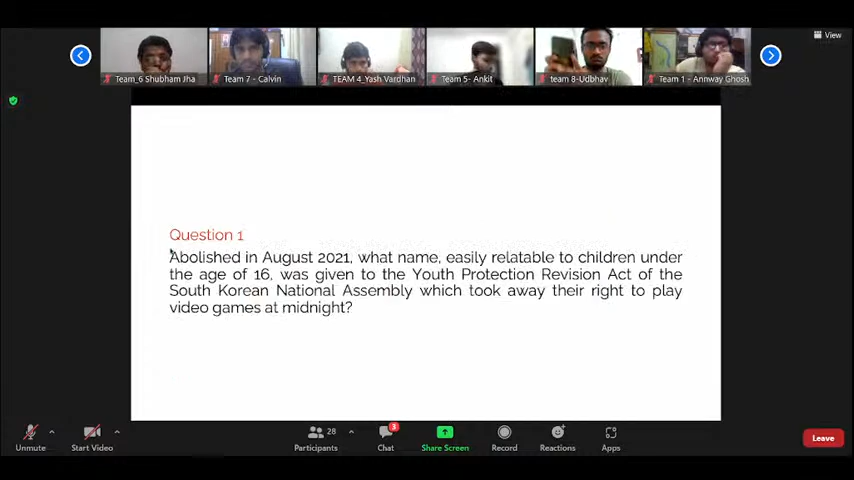 View
Team_6 Shubham Jha
Team 7 - Calvin
TEAM 4_Yash Vardhan
Team 5- Ankit
team 8-Udbhav
Team 1 - Annway Ghosh
Question 1
Abolished in August 2021, what name, easily relatable to children under
the age of 16, was given to the Youth Protection Revision Act of the
South Korean National Assembly which took away their right to play
video games at midnight?
Unmute
Start Video
28
Participants
3
Chat
Share Screen
Record
Reactions
Apps
Leave